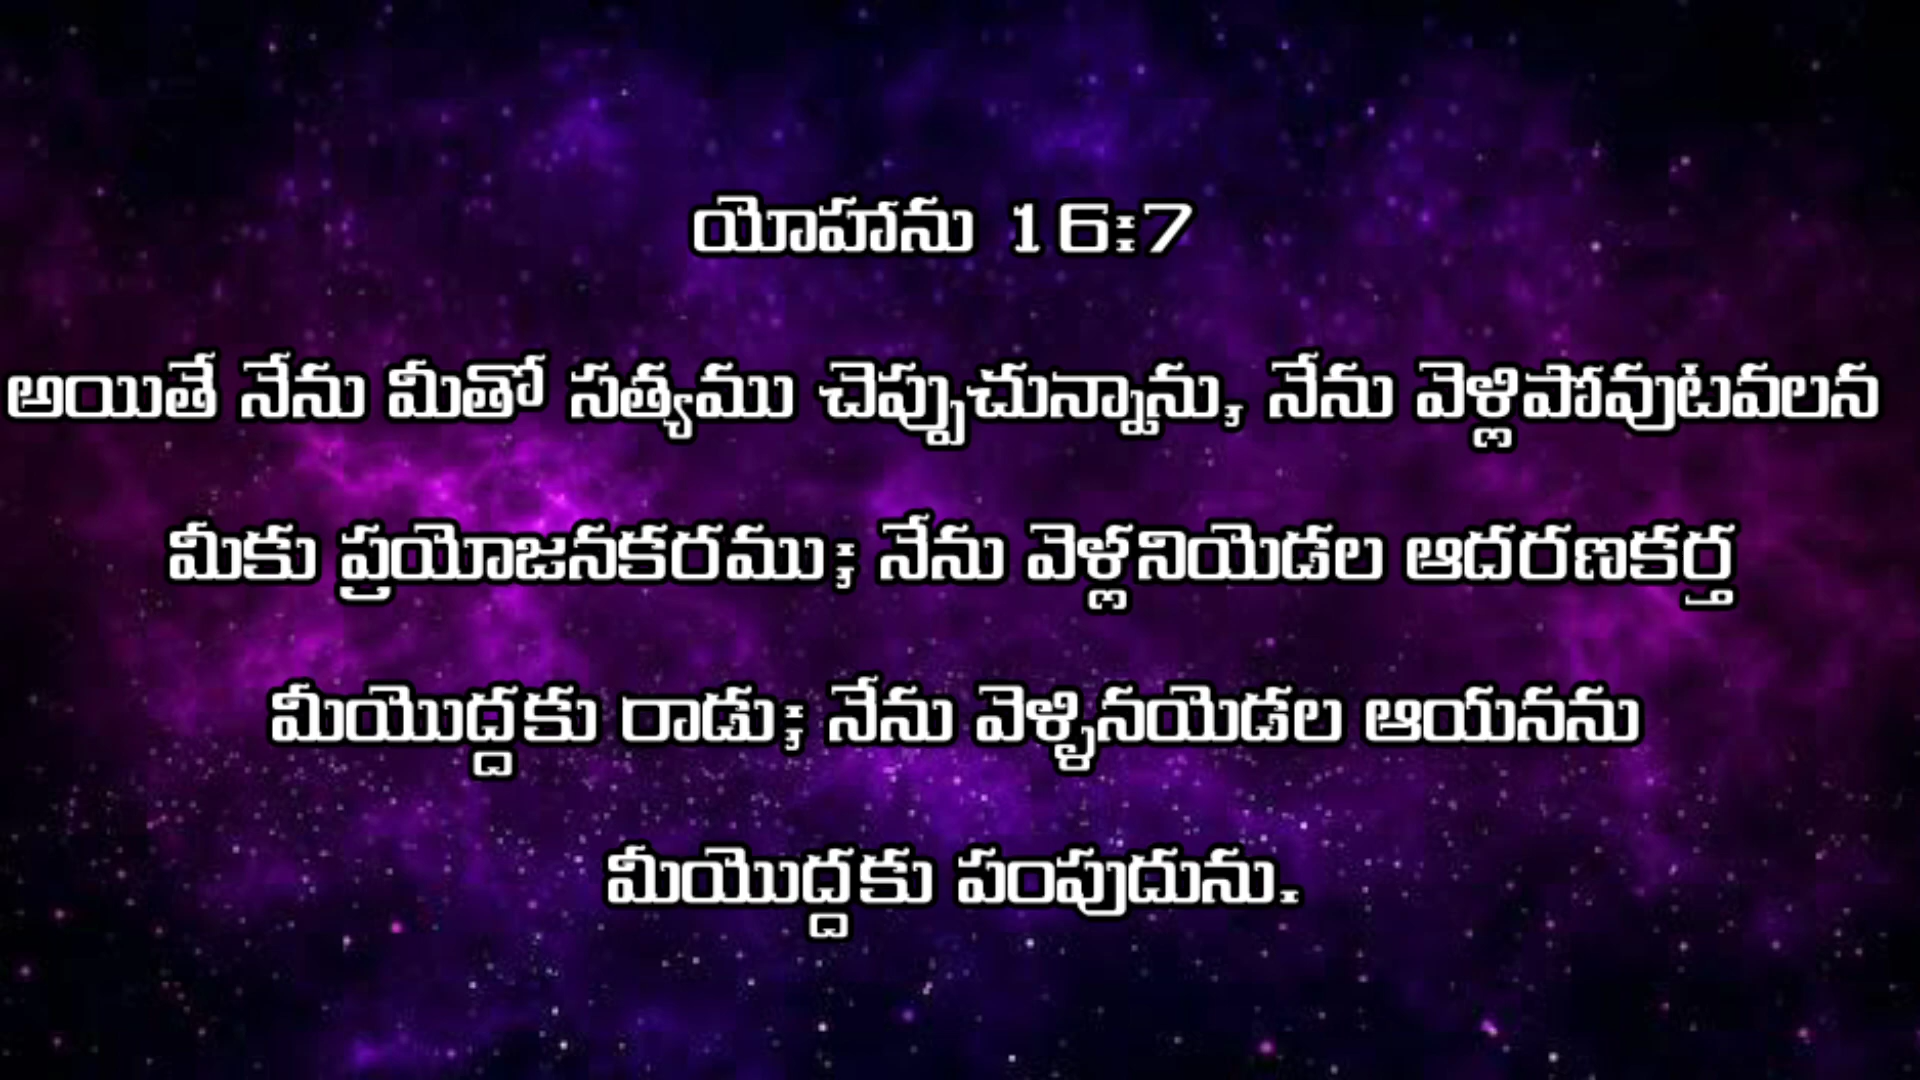 యోహాను 16:7
అయితే నేను మీతో సత్యము చెప్పుచున్నాను, నేను వెళ్లిపోవుటవలన
మీకు ప్రయోజనకరము; నేను వెళ్లనియెడల ఆదరణకర్త
మీయొద్దకు రాడు; నేను వెళ్ళినయెడల ఆయనను
మీయొద్దకు పంపుదును.